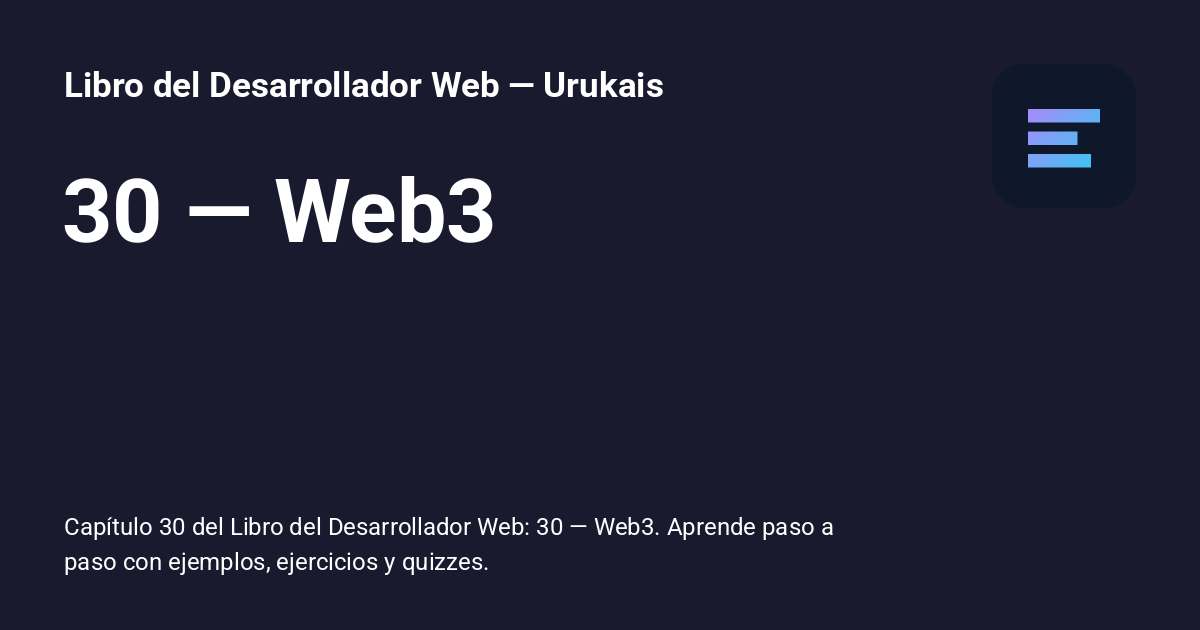 Libro del Desarrollador Web — Urukais
30 — Web3
Capítulo 30 del Libro del Desarrollador Web: 30 — Web3. Aprende paso a
paso con ejemplos, ejercicios y quizzes.